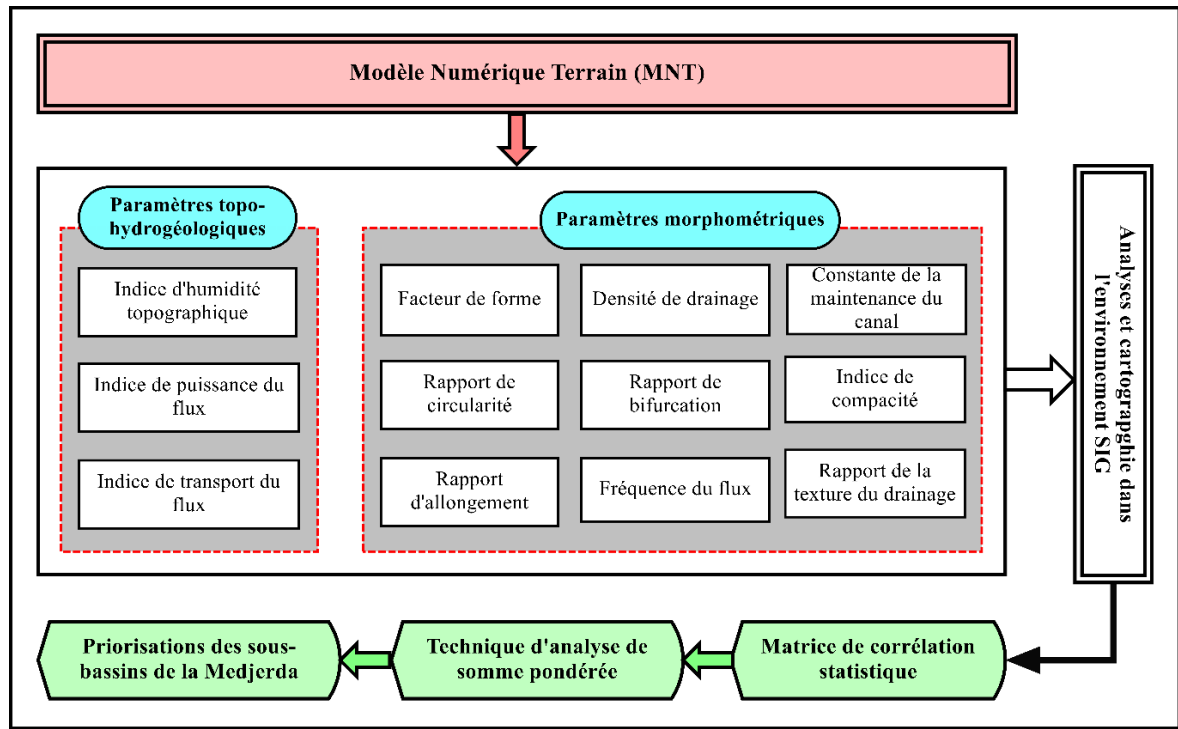 Modèle Numérique Terrain (MNT)
Paramètres topo-
hydrogéologiques
Indice d'humidité
topographique
Indice de puissance du
flux
Indice de transport du
flux
Paramètres morphométriques
Facteur de forme
Densité de drainage
Constante de la
maintenance du
canal
Rapport de
circularité
Rapport de
bifurcation
Indice de
compacité
Rapport
d'allongement
Fréquence du flux
Rapport de la
texture du drainage
Analyses et cartograpghie dans
l'environnement SIG
Priorisations des sous-
bassins de la Medjerda
Technique d'analyse de
somme pondérée
Matrice de corrélation
statistique